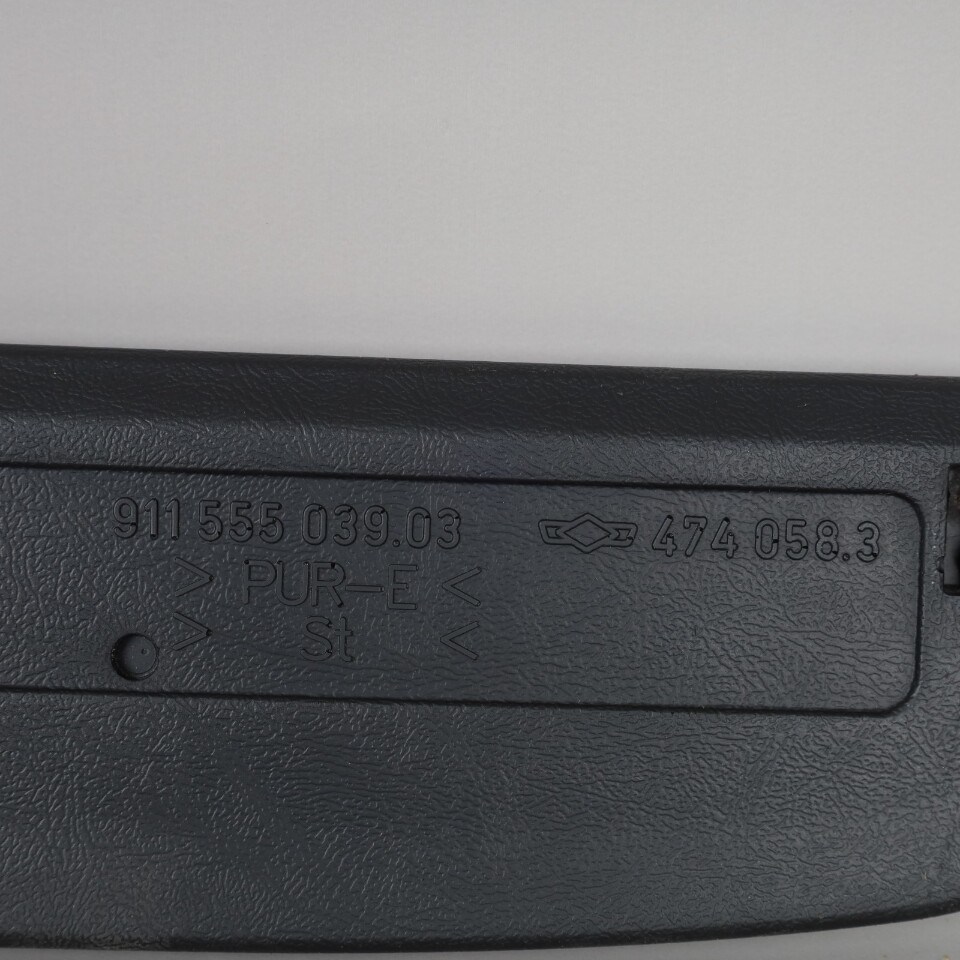 911 555 039.03 474 058.3
> PUR-E <
> St <